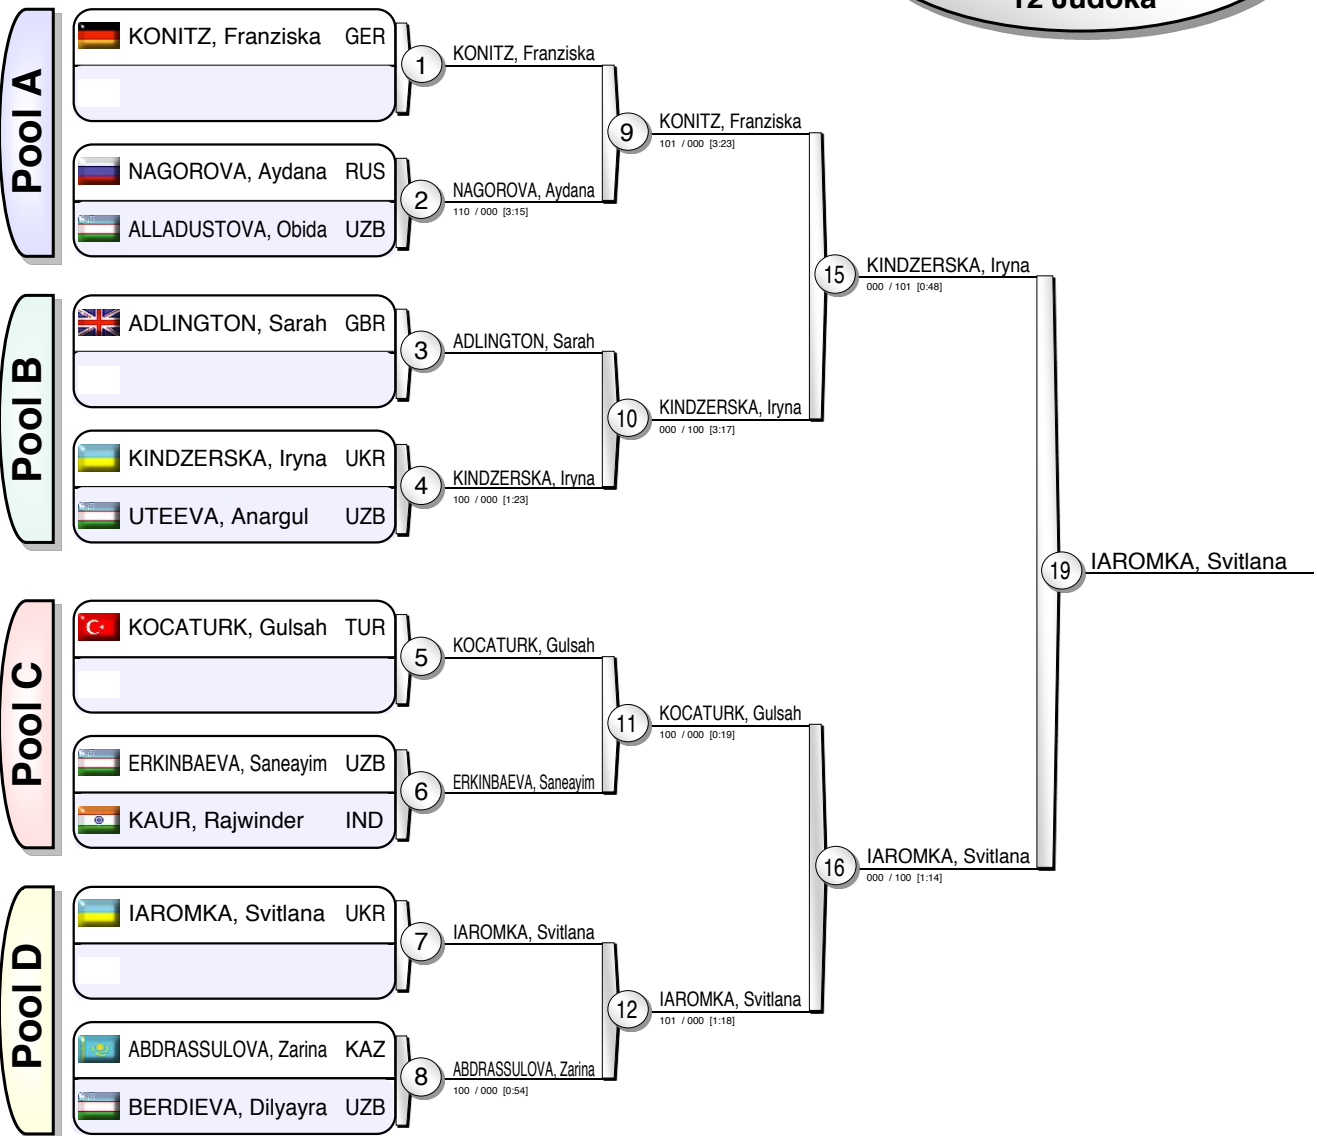 12 Judoka
Pool A
KONITZ, Franziska GER
1
KONITZ, Franziska
NAGOROVA, Aydana RUS
ALLADUSTOVA, Obida UZB
2
NAGOROVA, Aydana
110 / 000 [3:15]
9
KONITZ, Franziska
101 / 000 [3:23]
Pool B
ADLINGTON, Sarah GBR
3
ADLINGTON, Sarah
KINDZERSKA, Iryna UKR
UTEEVA, Anargul UZB
4
KINDZERSKA, Iryna
100 / 000 [1:23]
10
KINDZERSKA, Iryna
000 / 100 [3:17]
15
KINDZERSKA, Iryna
000 / 101 [0:48]
Pool C
KOCATURK, Gulsah TUR
5
KOCATURK, Gulsah
ERKINBAEVA, Saneayim UZB
KAUR, Rajwinder IND
6
ERKINBAEVA, Saneayim
11
KOCATURK, Gulsah
100 / 000 [0:19]
Pool D
IAROMKA, Svitlana UKR
7
IAROMKA, Svitlana
ABDRASSULOVA, Zarina KAZ
BERDIEVA, Dilyayra UZB
8
ABDRASSULOVA, Zarina
100 / 000 [0:54]
12
IAROMKA, Svitlana
101 / 000 [1:18]
16
IAROMKA, Svitlana
000 / 100 [1:14]
19
IAROMKA, Svitlana